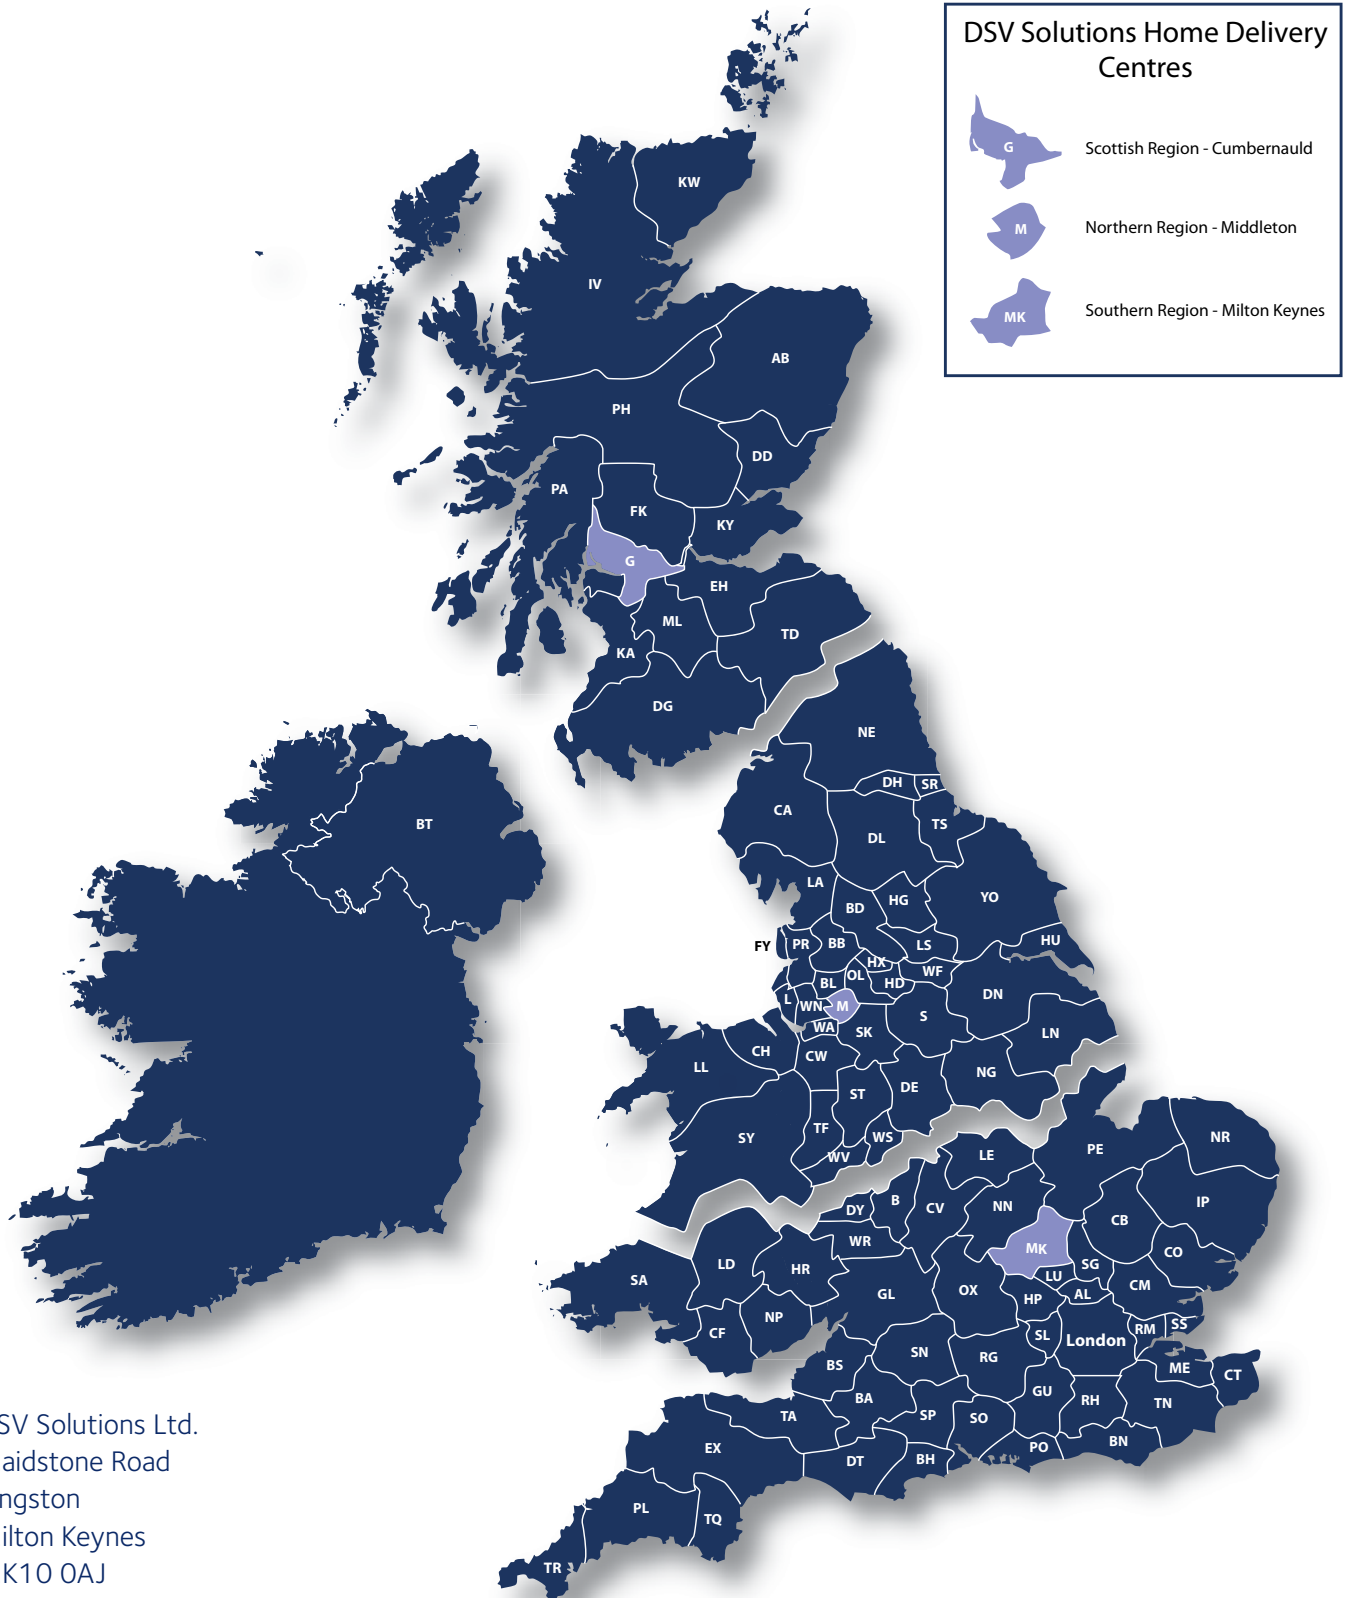 DSV Solutions Home Delivery
Centres
G
Scottish Region - Cumbernauld
M
Northern Region - Middleton
MK
Southern Region - Milton Keynes
KW
IV
AB
PH
DD
PA
FK
KY
G
EH
ML
TD
KA
DG
NE
DH
SR
CA
TS
DL
BT
LA
HG
YO
BD
FY
PR
BB
LS
HU
HX
WF
OL
BL
HD
DN
L
WN
M
S
WA
SK
LN
CH
CW
LL
NG
DE
ST
TF
WS
SY
NR
WV
LE
PE
B
IP
DY
CV
NN
CB
WR
MK
CO
LD
HR
SG
SA
LU
CM
GL
OX
HP
AL
NP
CF
SL
London
RM
SS
SN
RG
BS
ME
CT
GU
BA
RH
TN
TA
SP
SO
EX
PO
BN
DT
BH
PL
TQ
TR
SV Solutions Ltd.
aidstone Road
ngston
ilton Keynes
K10 0AJ